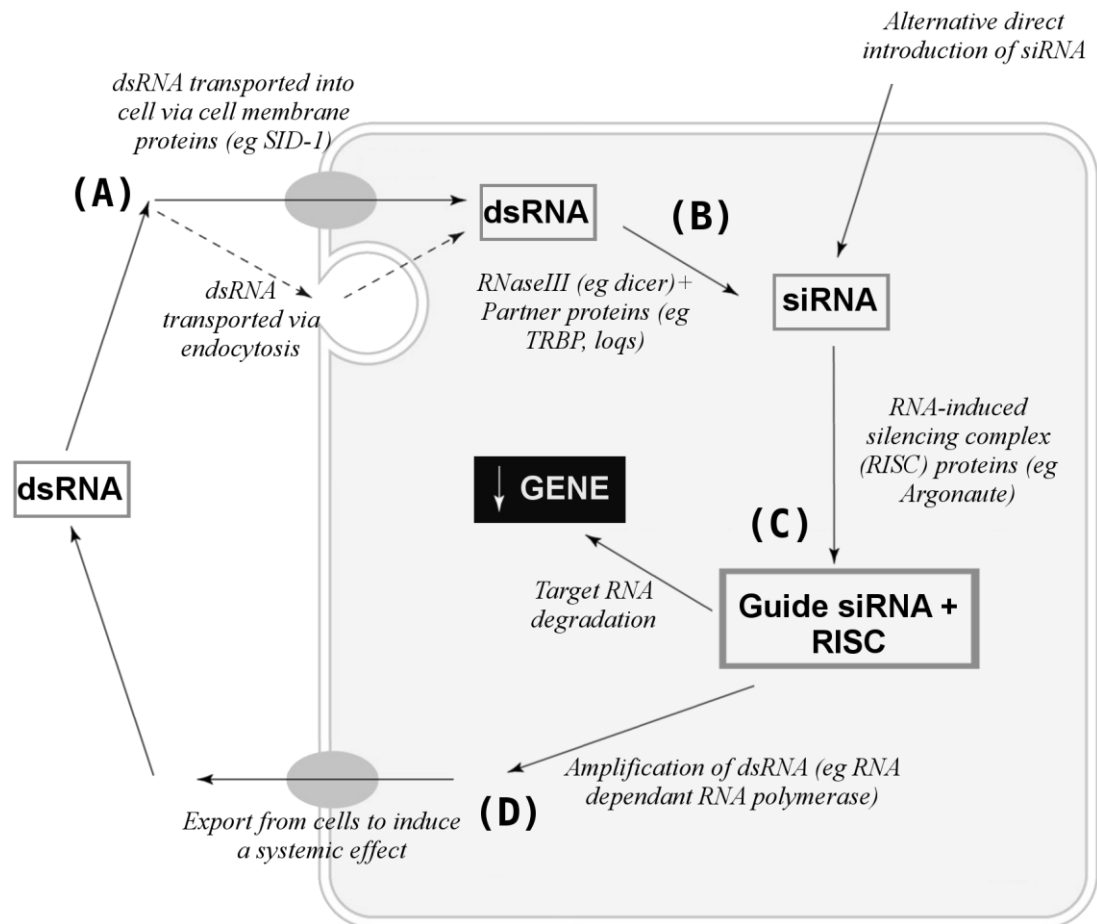 Alternative direct
introduction of siRNA
dsRNA transported into
cell via cell membrane
proteins (eg SID-1)
(A)
dsRNA
(B)
dsRNA
transported via
endocytosis
RNaseIII (eg dicer)+
Partner proteins (eg
TRBP, loqs)
siRNA
RNA-induced
silencing complex
(RISC) proteins (eg
Argonaute)
dsRNA
↓ GENE
(C)
Target RNA
degradation
Guide siRNA +
RISC
Amplification of dsRNA (eg RNA
dependant RNA polymerase)
(D)
Export from cells to induce
a systemic effect